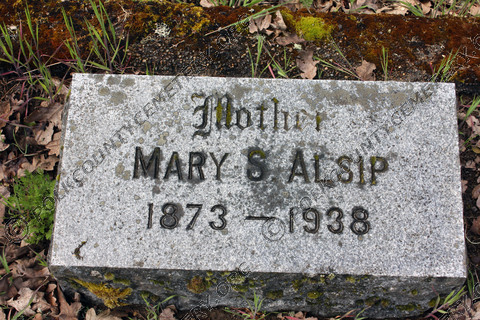 Mother
MARY S. ALSIP
1873 — 1938